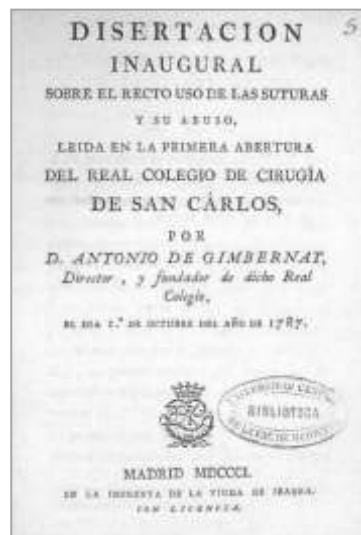 5
DISERTACION
INAUGURAL
SOBRE EL RECTO USO DE LAS SUTURAS
Y SU ABUSO,
LEIDA EN LA PRIMERA ABERTURA
DEL REAL COLEGIO DE CIRUGÍA
DE SAN CÁRLOS,
POR
D. ANTONIO DE GIMBERNAT,
Director, y fundador de dicho Real
Colegio,
EL DIA 1.º DE OCTUBRE DEL AÑO DE 1787.
BIBLIOTECA
MADRID MDCCCI.
EN LA IMPRENTA DE LA VIUDA DE IBARRA.
CON LICENCIA.